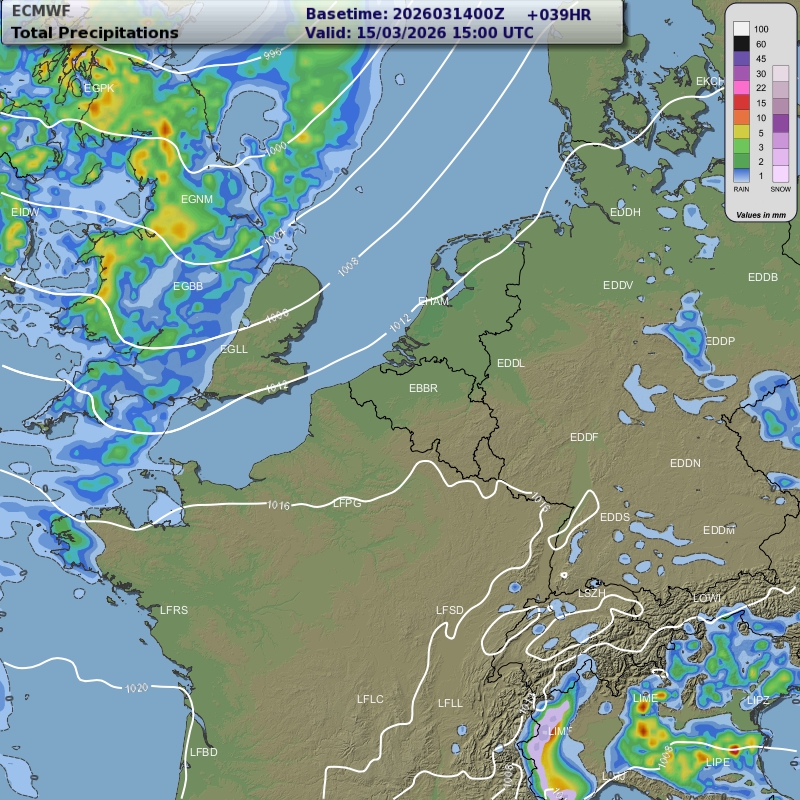 ECMWF
Basetime: 2026031400Z +039HR
Total Precipitations
Valid: 15/03/2026 15:00 UTC
100
60
45
30
22
15
10
5
3
2
1
RAIN SNOW
Values in mm
996
EGPK
EKCH
1000
EGNM
EIDW
EDDH
1004
1008
EGBB
EDDV
EDDB
EHAM
1008
1012
EGLL
EDDP
EDDL
1012
EBBR
EDDF
EDDN
1016
1016
LFPG
EDDS
EDDM
LSZH
LOWI
LFRS
LFSD
1020
LFLC
LFLL
LIME
LIPZ
LFBD
LIPE
1008
1008